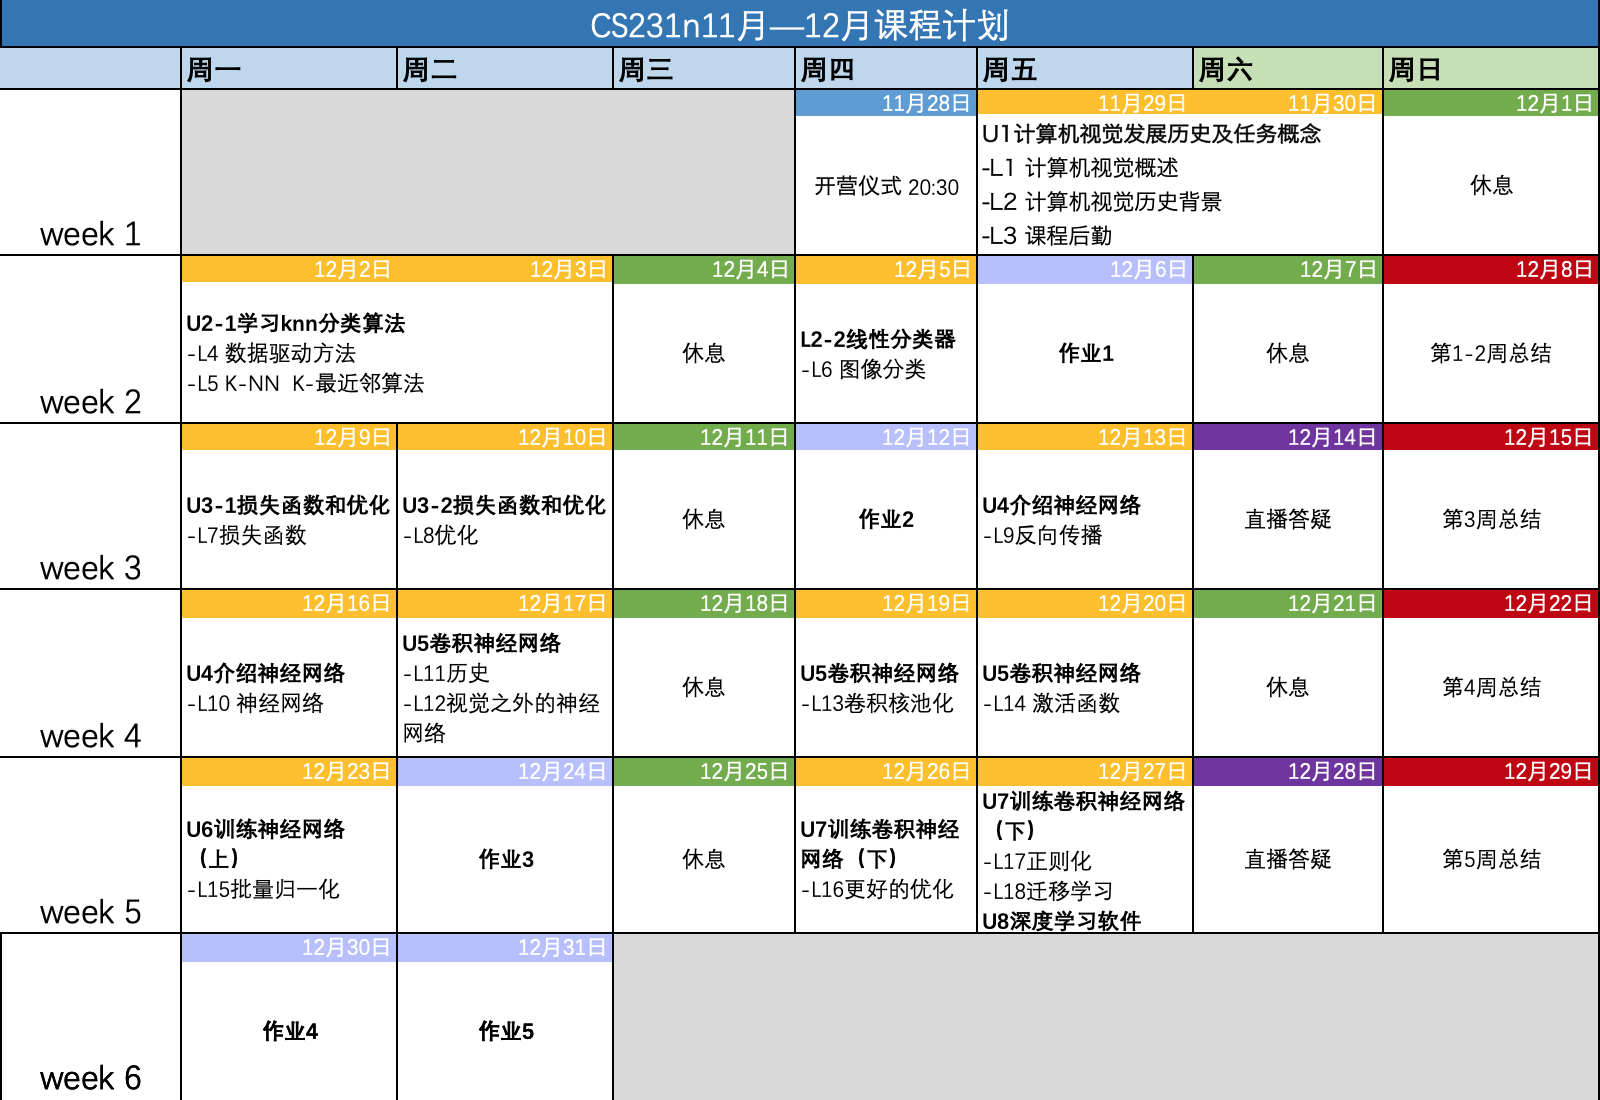 CS231n11月—12月课程计划
周一 周二 周三 周四 周五 周六 周日
11月28日 11月29日 11月30日 12月1日
week 1
开营仪式 20:30
U1计算机视觉发展历史及任务概念
-L1 计算机视觉概述
-L2 计算机视觉历史背景
-L3 课程后勤
休息
12月2日 12月3日 12月4日 12月5日 12月6日 12月7日 12月8日
week 2
U2-1学习knn分类算法
-L4 数据驱动方法
-L5 K-NN K-最近邻算法
休息
L2-2线性分类器
-L6 图像分类
作业1
休息
第1-2周总结
12月9日 12月10日 12月11日 12月12日 12月13日 12月14日 12月15日
week 3
U3-1损失函数和优化
-L7损失函数
U3-2损失函数和优化
-L8优化
休息
作业2
U4介绍神经网络
-L9反向传播
直播答疑
第3周总结
12月16日 12月17日 12月18日 12月19日 12月20日 12月21日 12月22日
week 4
U4介绍神经网络
-L10 神经网络
U5卷积神经网络
-L11历史
-L12视觉之外的神经
网络
休息
U5卷积神经网络
-L13卷积核池化
U5卷积神经网络
-L14 激活函数
休息
第4周总结
12月23日 12月24日 12月25日 12月26日 12月27日 12月28日 12月29日
week 5
U6训练神经网络
（上）
-L15批量归一化
作业3
休息
U7训练卷积神经
网络（下）
-L16更好的优化
U7训练卷积神经网络
（下）
-L17正则化
-L18迁移学习
U8深度学习软件
直播答疑
第5周总结
12月30日 12月31日
week 6
作业4
作业5